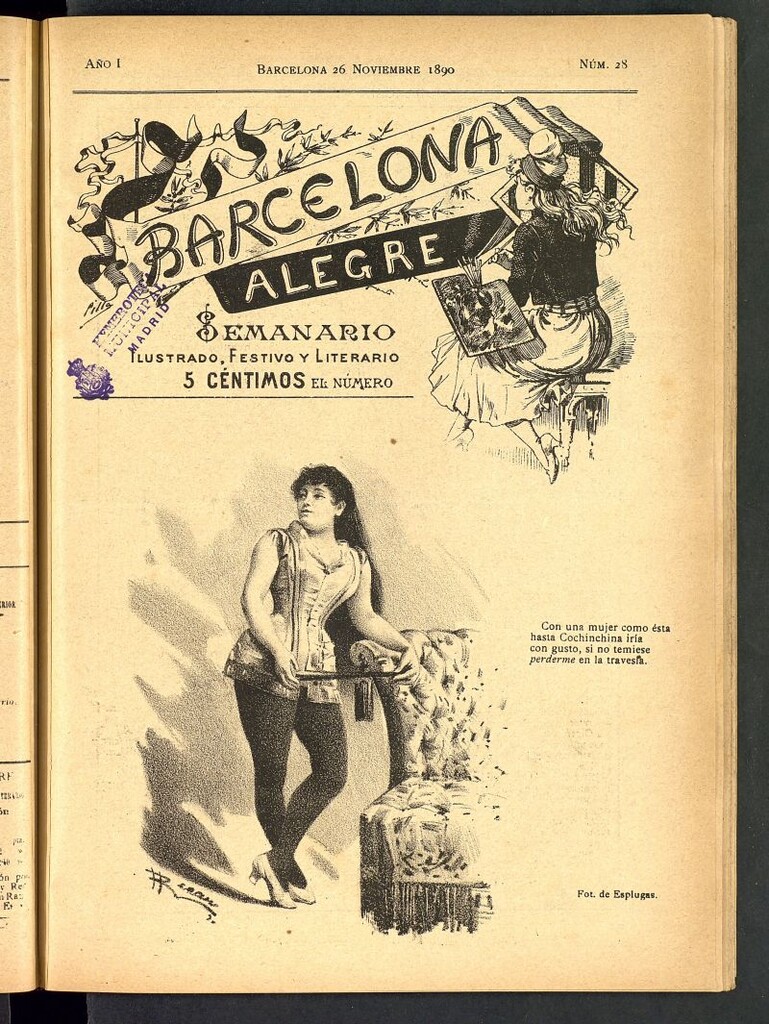 AÑO I
BARCELONA 26 NOVIEMBRE 1890
NÚM. 28
BARCELONA
ALEGRE
HEMEROTECA
MUNICIPAL
MADRID
SEMANARIO
ILUSTRADO, FESTIVO Y LITERARIO
5 CÉNTIMOS EL NÚMERO
Con una mujer como ésta
hasta Cochinchina iría
con gusto, si no temiese
perderme en la travesía.
Fot. de Esplugas.